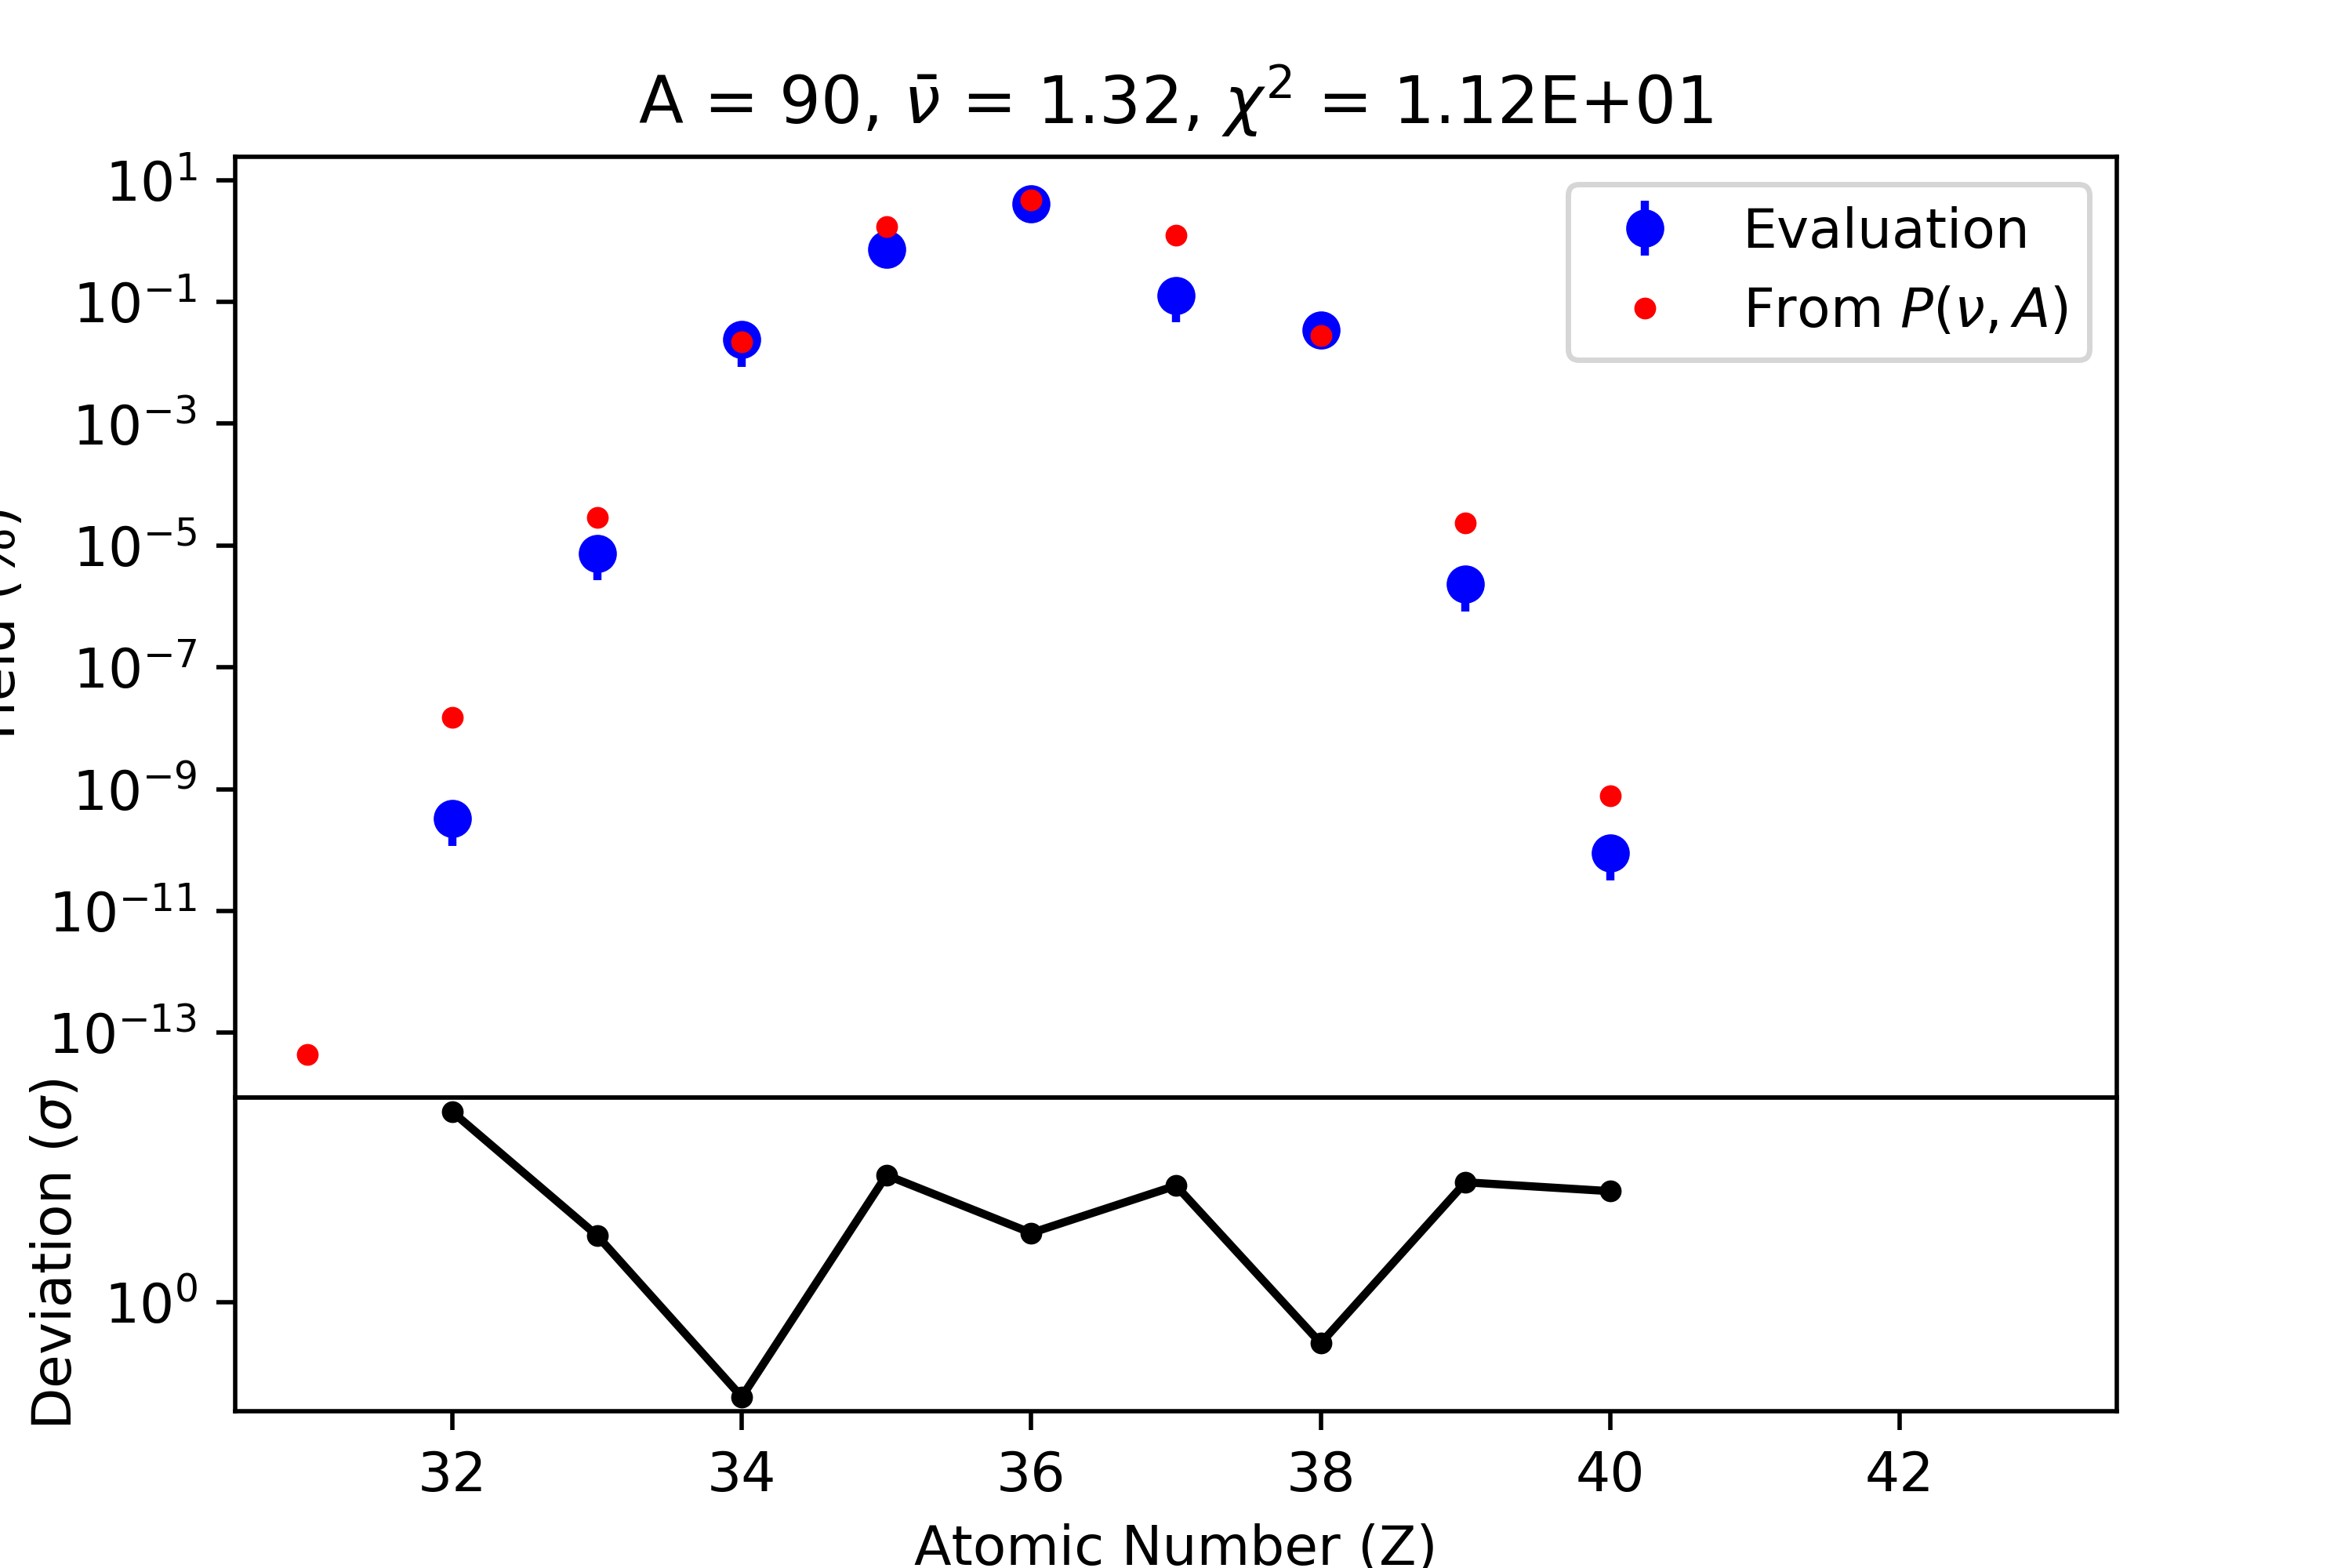 A = 90, ν̄ = 1.32, χ² = 1.12E+01
10¹
10⁻¹
10⁻³
10⁻⁵
10⁻⁷
10⁻⁹
10⁻¹¹
10⁻¹³
Evaluation
From P(ν, A)
(%)
Deviation (σ)
10⁰
32 34 36 38 40 42
Atomic Number (Z)